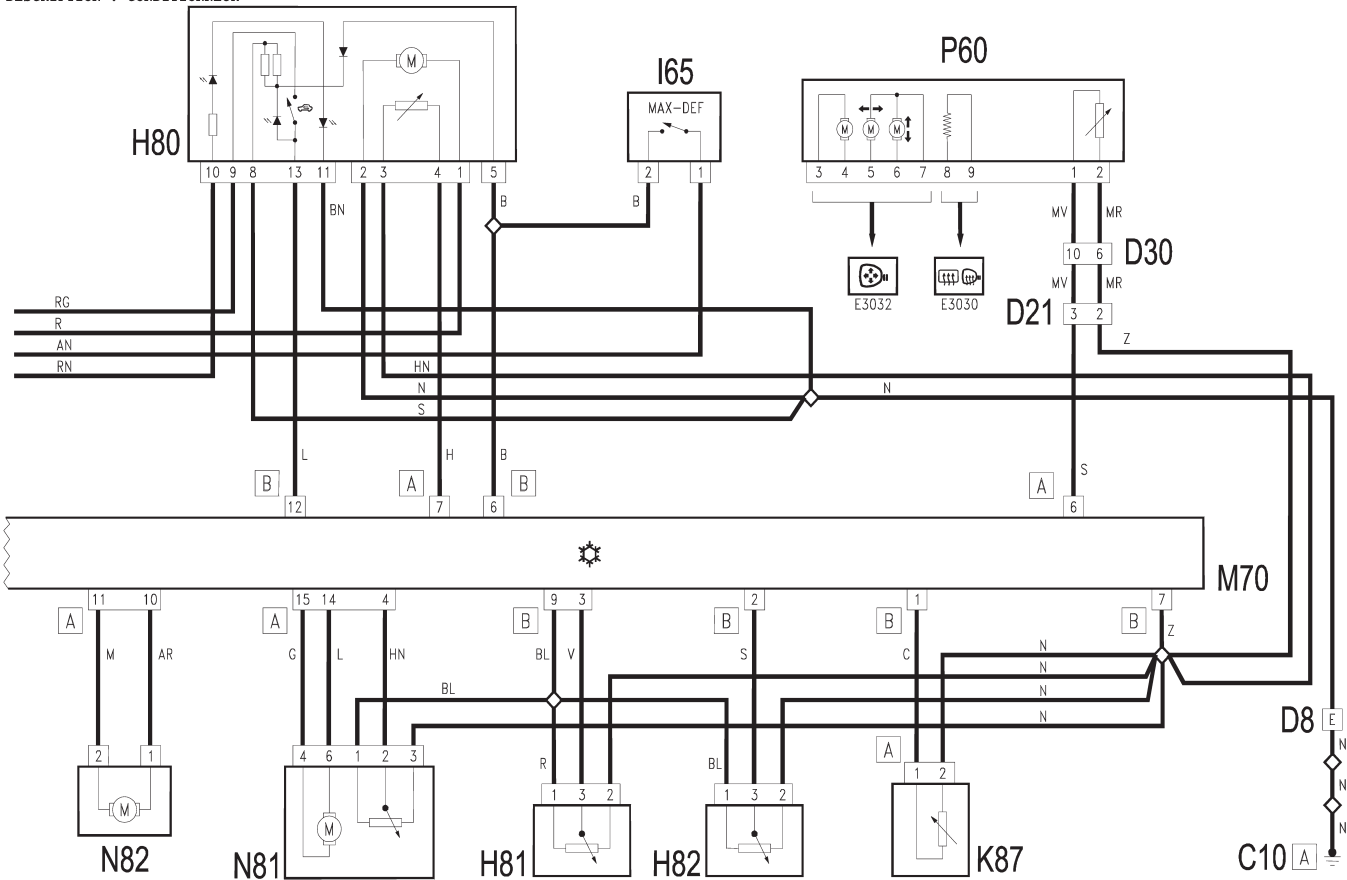 H80
M
10 9 8 13 11 2 3 4 1 5
I65
MAX-DEF
2 1
P60
M M M
3 4 5 6 7 8 9 1 2
BN
B
B
MV MR
10 6
D30
E3032
E3030
MV MR
D21
3 2
Z
RG
R
AN
RN
HN
N
N
S
L
H
B
S
B
A
B
A
12
7
6
6
M70
11 10
15 14 4
9 3
2
1
7
A
A
B
B
B
B
M
AR
G
L
HN
BL
V
S
C
Z
N
N
N
N
BL
R
BL
A
2 1
4 6 1 2 3
1 3 2
1 3 2
1 2
M
M
N82
N81
H81
H82
K87
D8
E
N
N
N
C10
A